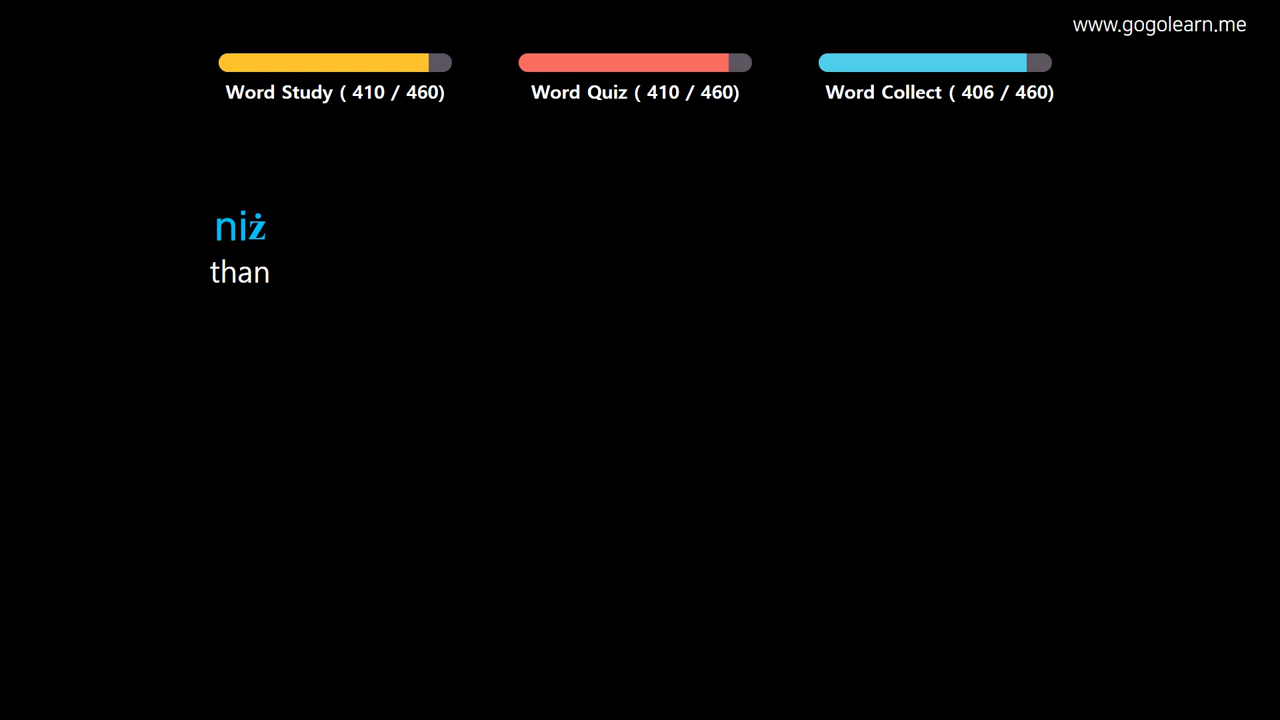 www.gogolearn.me
Word Study ( 410 / 460)
Word Quiz ( 410 / 460)
Word Collect ( 406 / 460)
niż
than